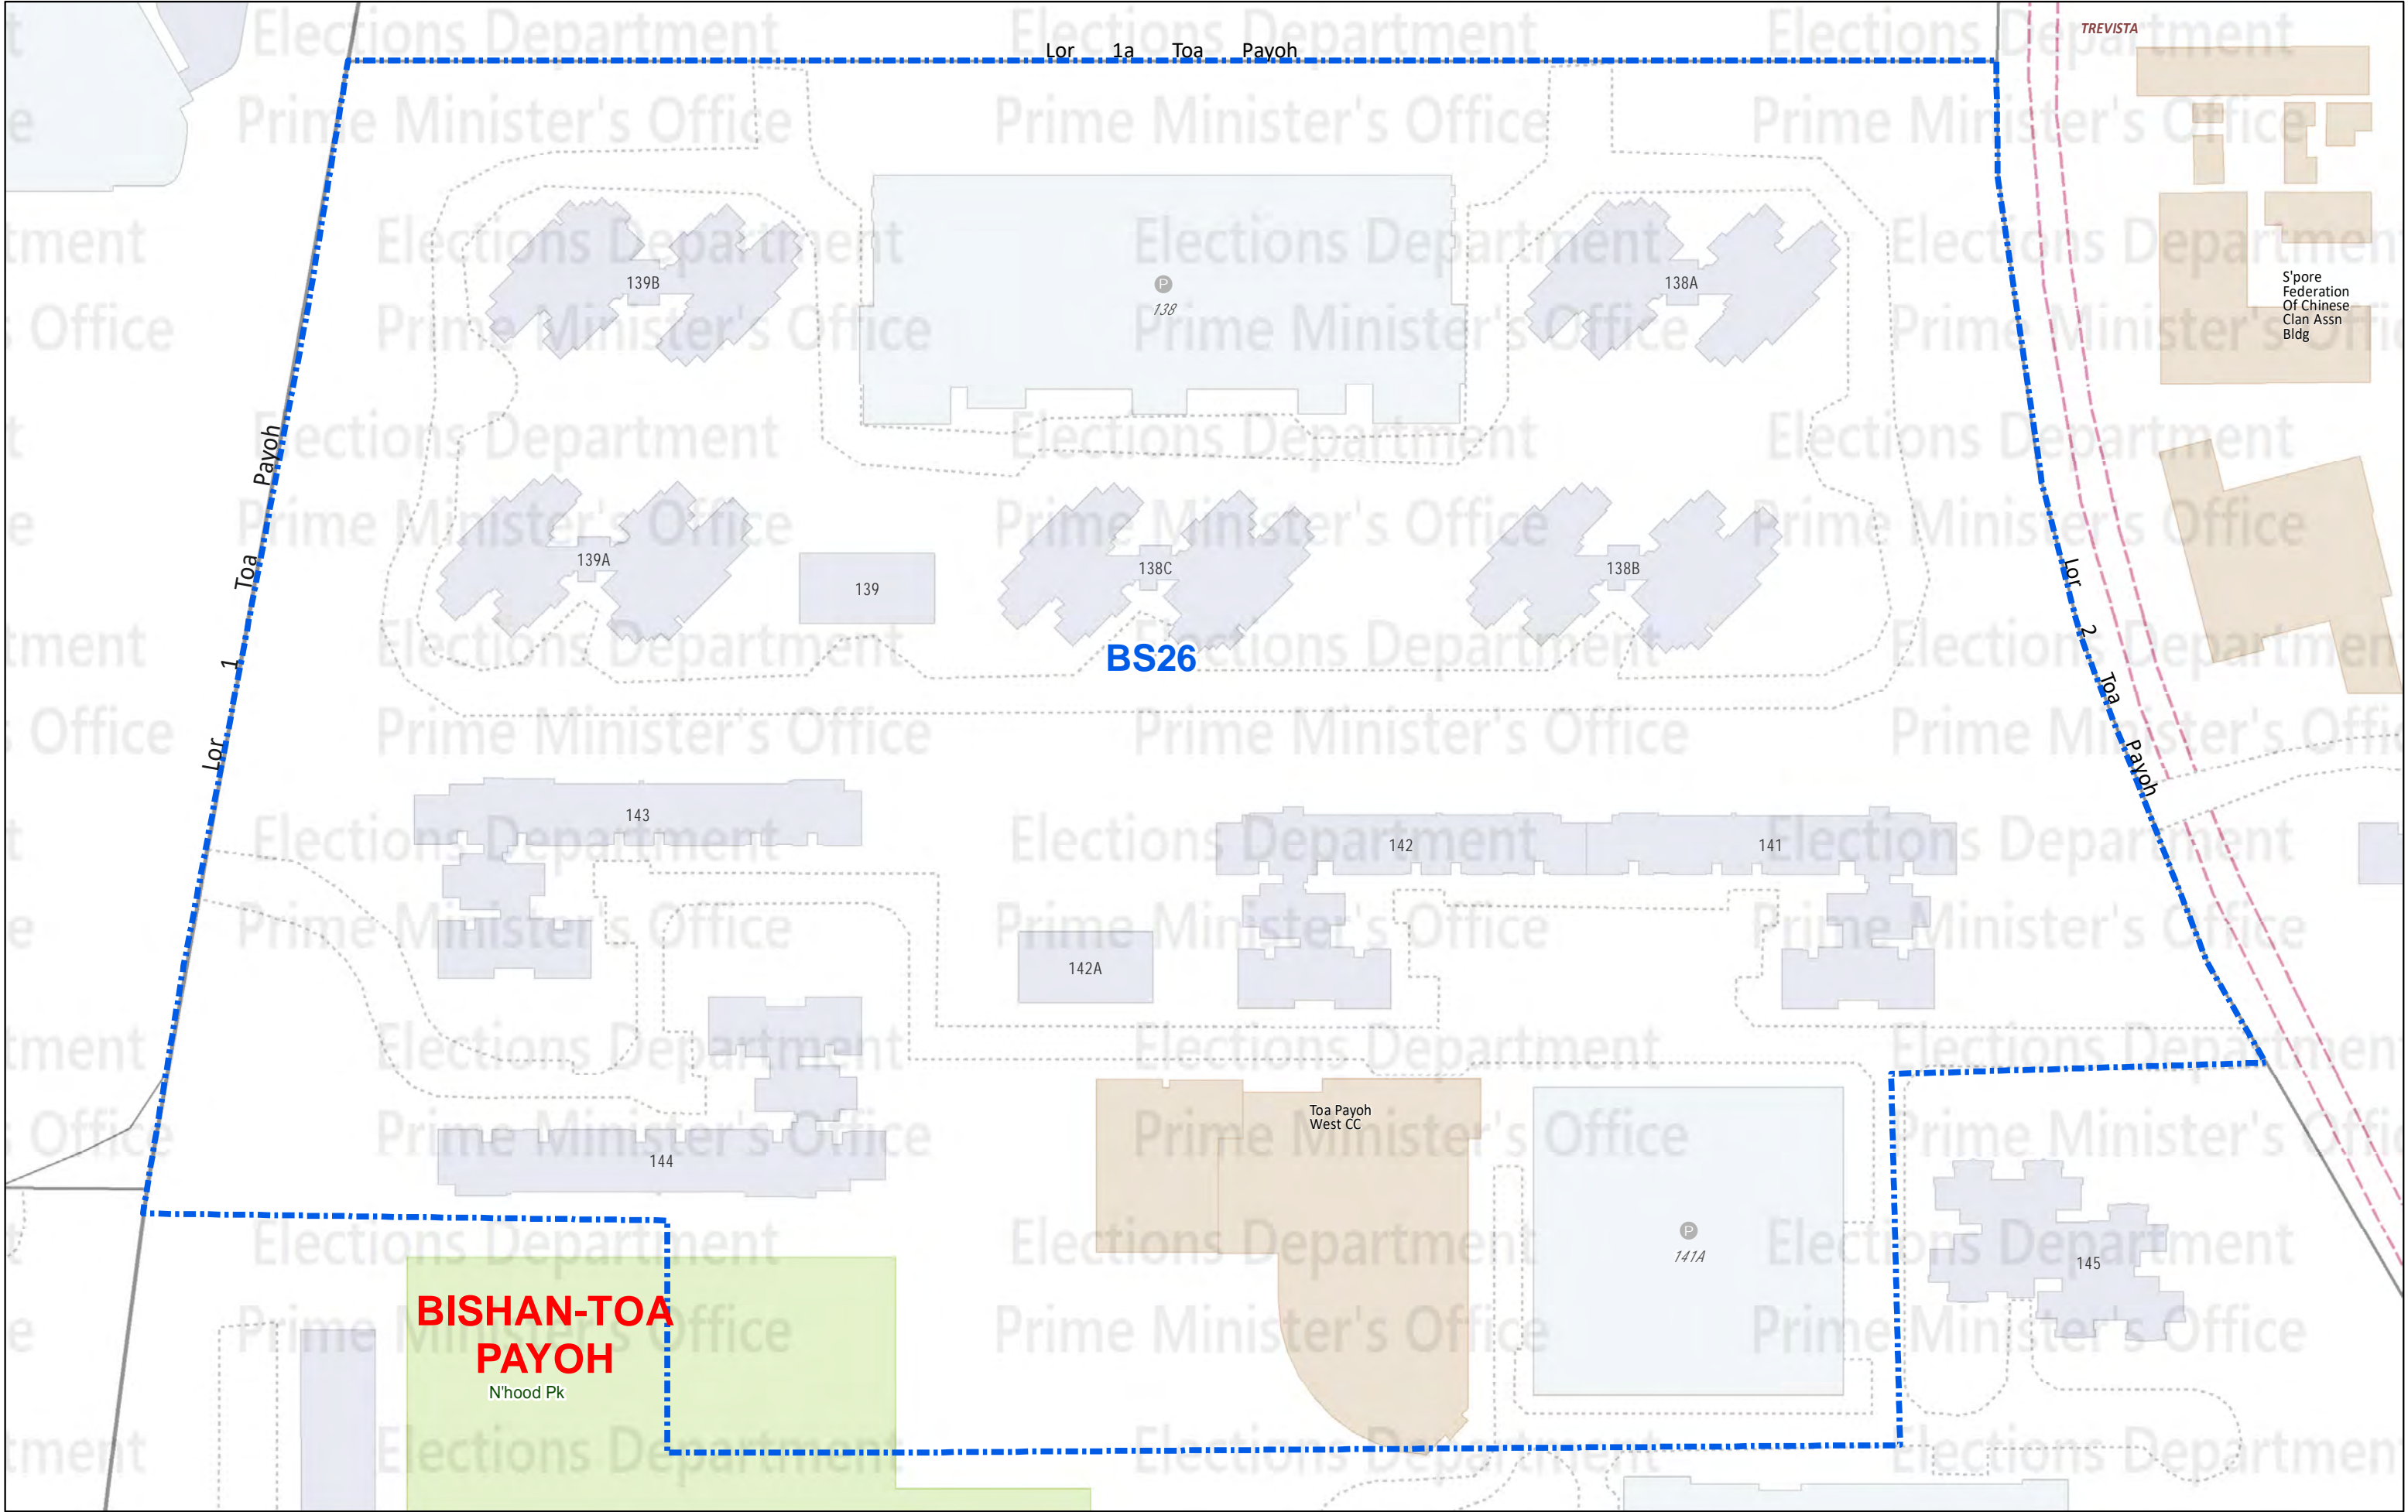 Lor 1a Toa Payoh
TREVISTA
S'pore
Federation
Of Chinese
Clan Assn
Bldg
139B
P
138
138A
Lor 1 Toa Payoh
139A
139
138C
138B
Lor 2 Toa Payoh
BS26
143
142
141
142A
Toa Payoh
West CC
144
P
141A
145
BISHAN-TOA
PAYOH
N'hood Pk
Elections Department
Prime Minister's Office